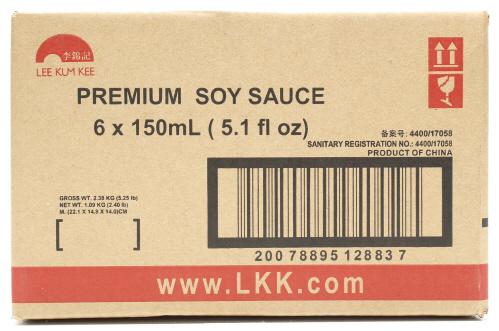 李錦記
LEE KUM KEE
PREMIUM SOY SAUCE
6 x 150mL ( 5.1 fl oz)
备案号: 4400/17058
SANITARY REGISTRATION NO.: 4400/17058
PRODUCT OF CHINA
GROSS WT. 2.38 KG (5.25 lb)
NET WT. 1.09 KG (2.40 lb)
M. (22.1 X 14.8 X 14.0)CM
200 78895 12883 7
www.LKK.com